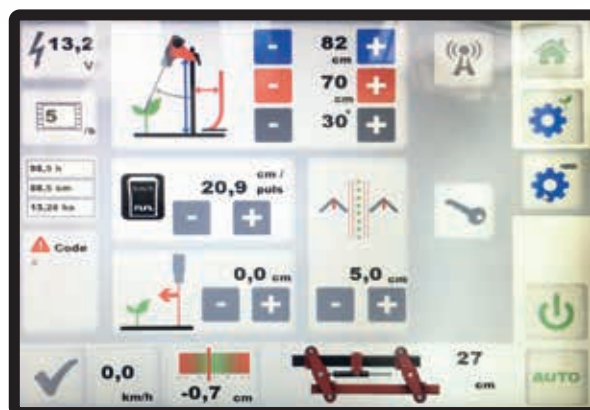 13,2
V
5
/s
98,5 h
88,5 km
13,26 ha
Code
- 82 cm +
- 70 cm +
- 30° +
20,9 cm / puls
- +
0,0 cm
- +
5,0 cm
- +
0,0
km/h
-0,7 cm
27
cm
AUTO